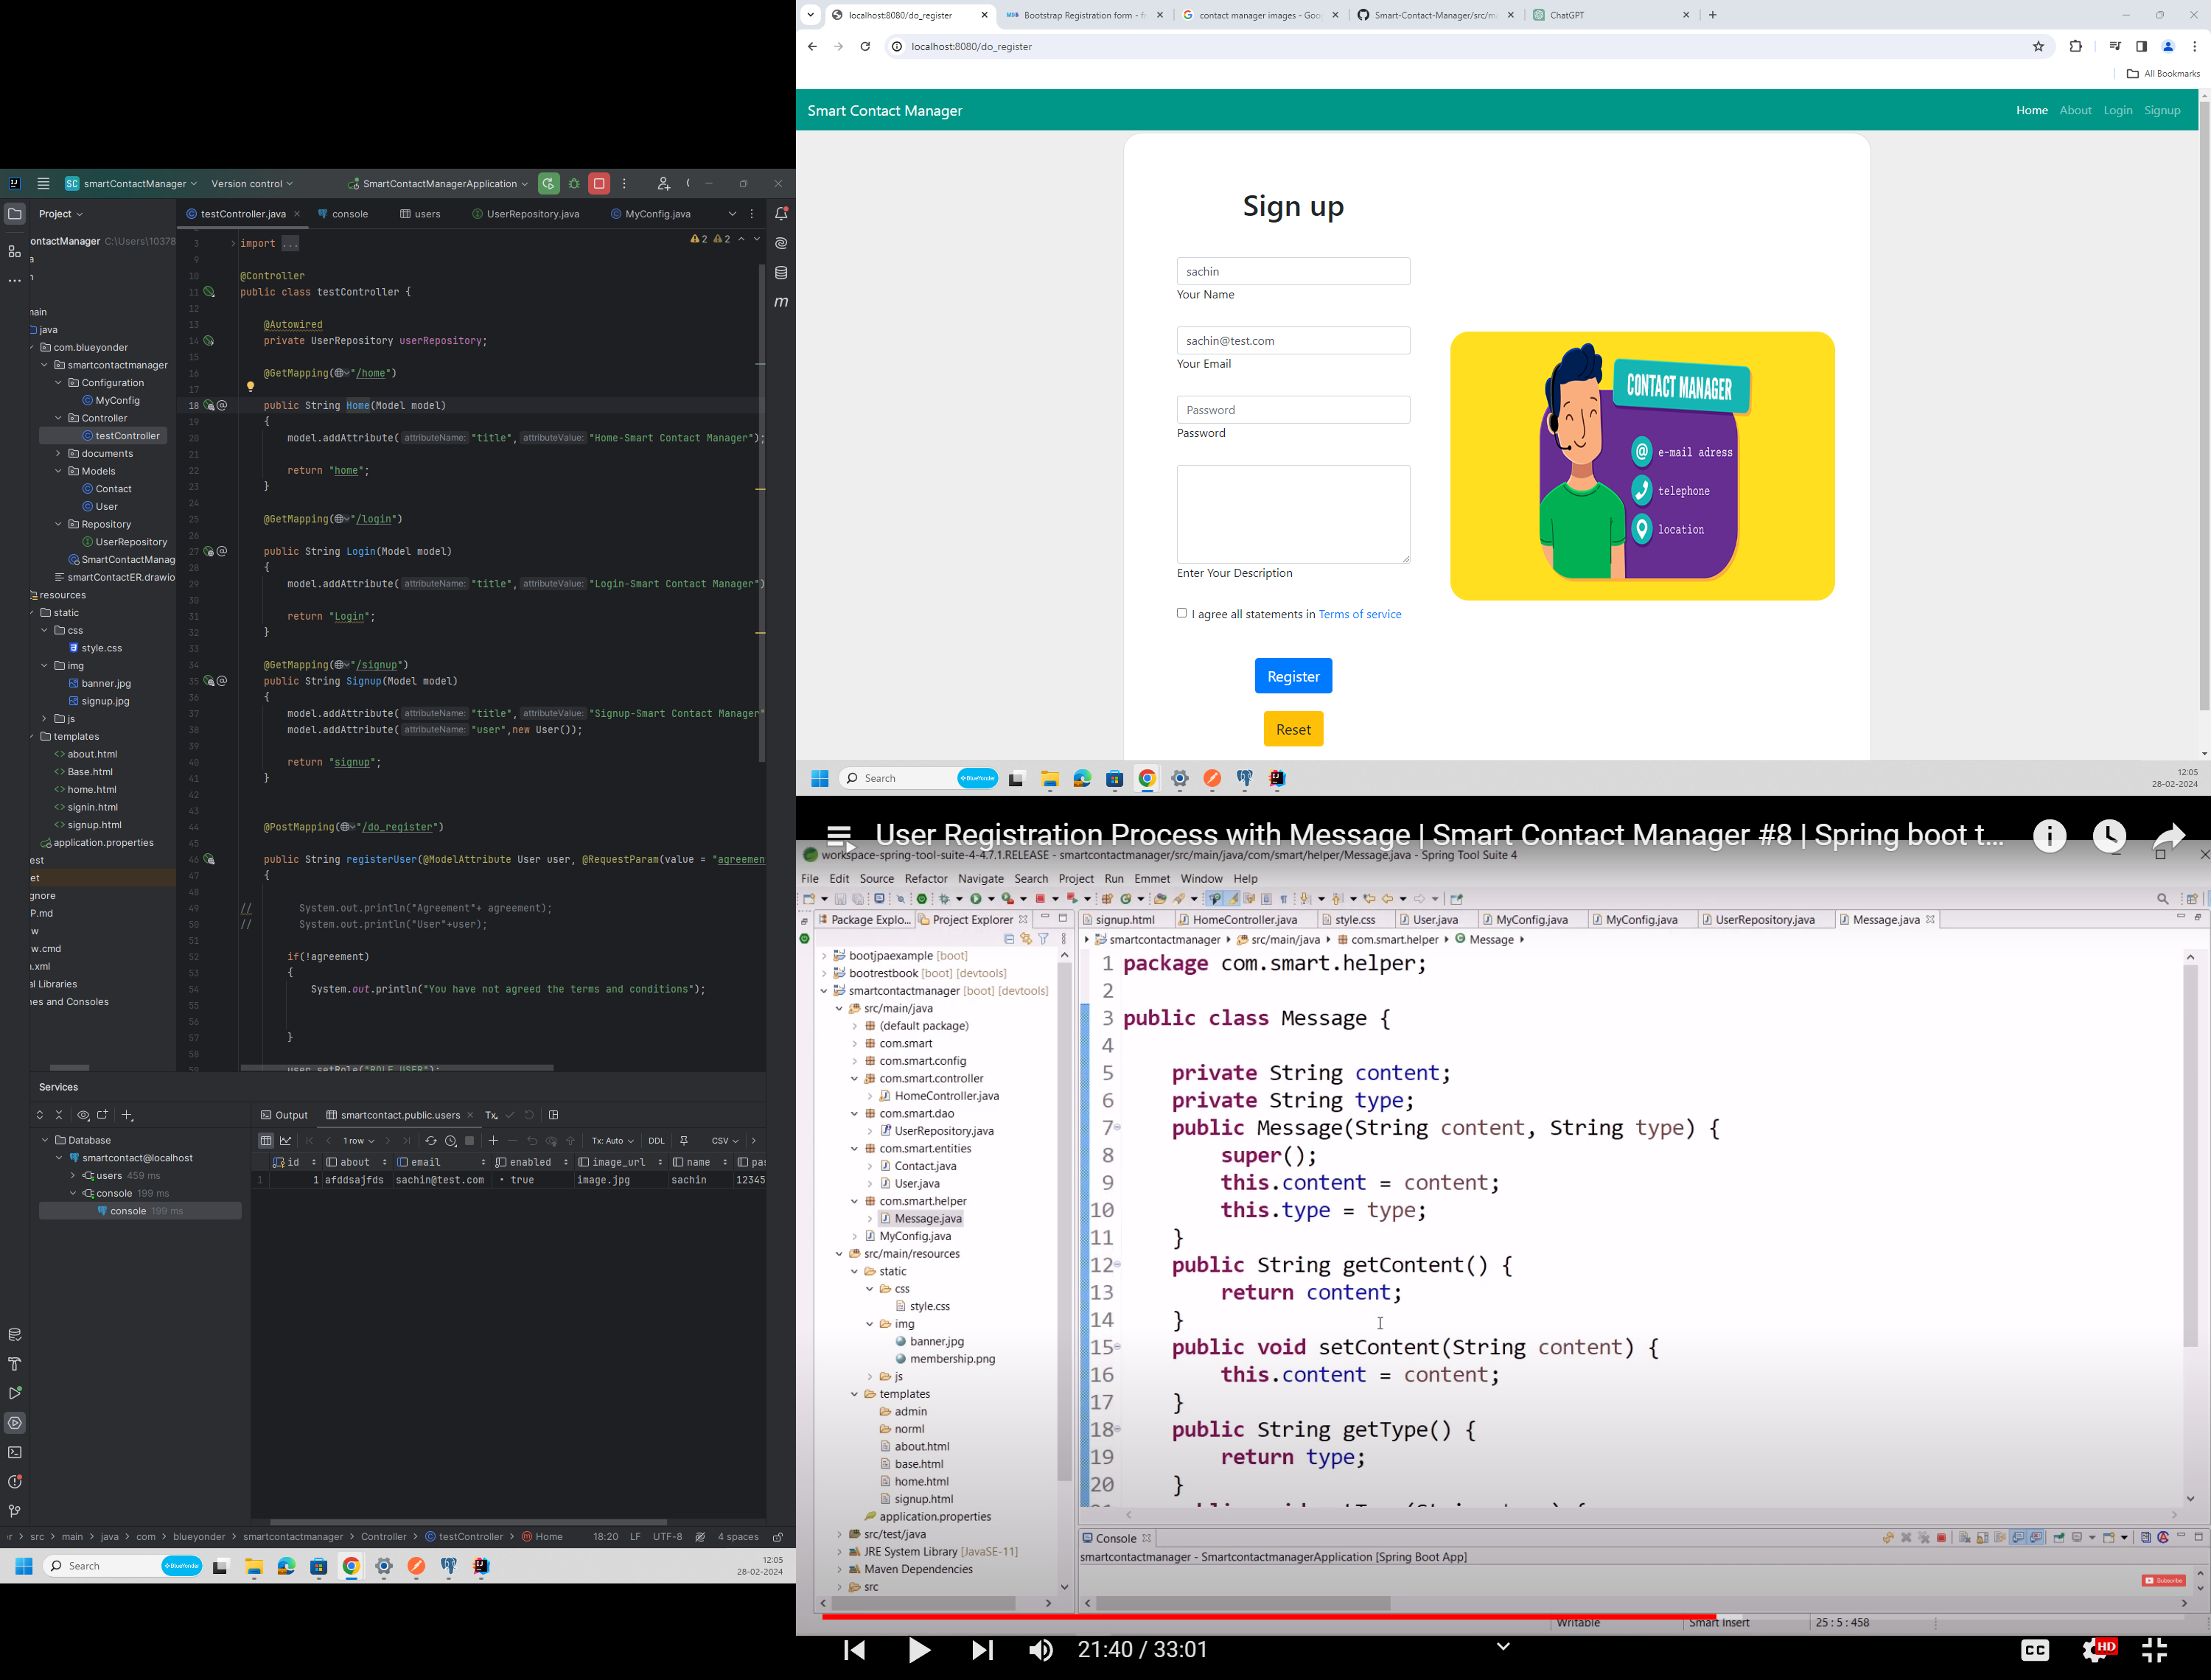 smartContactManager
Version control
SmartContactManagerApplication
Project
testController.java
console
users
UserRepository.java
MyConfig.java
ontactManager C:\Users\10378
ain
java
com.blueyonder
smartcontactmanager
Configuration
MyConfig
Controller
testController
documents
Models
Contact
User
Repository
UserRepository
SmartContactManag
smartContactER.drawio
resources
static
css
style.css
img
banner.jpg
signup.jpg
js
templates
about.html
Base.html
home.html
signin.html
signup.html
application.properties
est
et
gnore
P.md
w
w.cmd
.xml
al Libraries
es and Consoles
2 2
3 import ...
9
10 @Controller
11 public class testController {
12
13 @Autowired
14 private UserRepository userRepository;
15
16 @GetMapping("/home")
17
18 public String Home(Model model)
19 {
20 model.addAttribute( attributeName: "title", attributeValue: "Home-Smart Contact Manager");
21
22 return "home";
23 }
24
25 @GetMapping("/login")
26
27 public String Login(Model model)
28 {
29 model.addAttribute( attributeName: "title", attributeValue: "Login-Smart Contact Manager")
30
31 return "Login";
32 }
33
34 @GetMapping("/signup")
35 public String Signup(Model model)
36 {
37 model.addAttribute( attributeName: "title", attributeValue: "Signup-Smart Contact Manager"
38 model.addAttribute( attributeName: "user",new User());
39
40 return "signup";
41 }
42
43
44 @PostMapping("/do_register")
45
46 public String registerUser(@ModelAttribute User user, @RequestParam(value = "agreemen
47 {
48
49 // System.out.println("Agreement"+ agreement);
50 // System.out.println("User"+user);
51
52 if(!agreement)
53 {
54 System.out.println("You have not agreed the terms and conditions");
55
56
57 }
58
59 user.setRole("ROLE_USER");
Services
Database
smartcontact@localhost
users 459 ms
console 199 ms
console 199 ms
Output
smartcontact.public.users
Tx
1 row
Tx: Auto
DDL
CSV
id about email enabled image_url name pas
1 1 afddsajfds sachin@test.com true image.jpg sachin 12345
src > main > java > com > blueyonder > smartcontactmanager > Controller > testController > Home
18:20 LF UTF-8 4 spaces
Search
BlueYonder
12:05
28-02-2024
localhost:8080/do_register
Bootstrap Registration form - fr
contact manager images - Goo
Smart-Contact-Manager/src/m
ChatGPT
localhost:8080/do_register
All Bookmarks
Smart Contact Manager
Home About Login Signup
Sign up
sachin
Your Name
sachin@test.com
Your Email
Password
Password
Enter Your Description
I agree all statements in Terms of service
Register
Reset
CONTACT MANAGER
@ e-mail adress
telephone
location
Search
BlueYonder
12:05
28-02-2024
User Registration Process with Message | Smart Contact Manager #8 | Spring boot t...
workspace-spring-tool-suite-4-4.7.1.RELEASE - smartcontactmanager/src/main/java/com/smart/helper/Message.java - Spring Tool Suite 4
File Edit Source Refactor Navigate Search Project Run Emmet Window Help
Package Explo...
Project Explorer
signup.html
HomeController.java
style.css
User.java
MyConfig.java
MyConfig.java
UserRepository.java
Message.java
smartcontactmanager src/main/java com.smart.helper Message
bootjpaexample [boot]
bootrestbook [boot] [devtools]
smartcontactmanager [boot] [devtools]
src/main/java
(default package)
com.smart
com.smart.config
com.smart.controller
HomeController.java
com.smart.dao
UserRepository.java
com.smart.entities
Contact.java
User.java
com.smart.helper
Message.java
MyConfig.java
src/main/resources
static
css
style.css
img
banner.jpg
membership.png
js
templates
admin
norml
about.html
base.html
home.html
signup.html
application.properties
src/test/java
JRE System Library [JavaSE-11]
Maven Dependencies
src
1 package com.smart.helper;
2
3 public class Message {
4
5 private String content;
6 private String type;
7 public Message(String content, String type) {
8 super();
9 this.content = content;
10 this.type = type;
11 }
12 public String getContent() {
13 return content;
14 }
15 public void setContent(String content) {
16 this.content = content;
17 }
18 public String getType() {
19 return type;
20 }
Console
smartcontactmanager - SmartcontactmanagerApplication [Spring Boot App]
Subscribe
Writable
Smart Insert
25 : 5 : 458
21:40 / 33:01
CC
HD